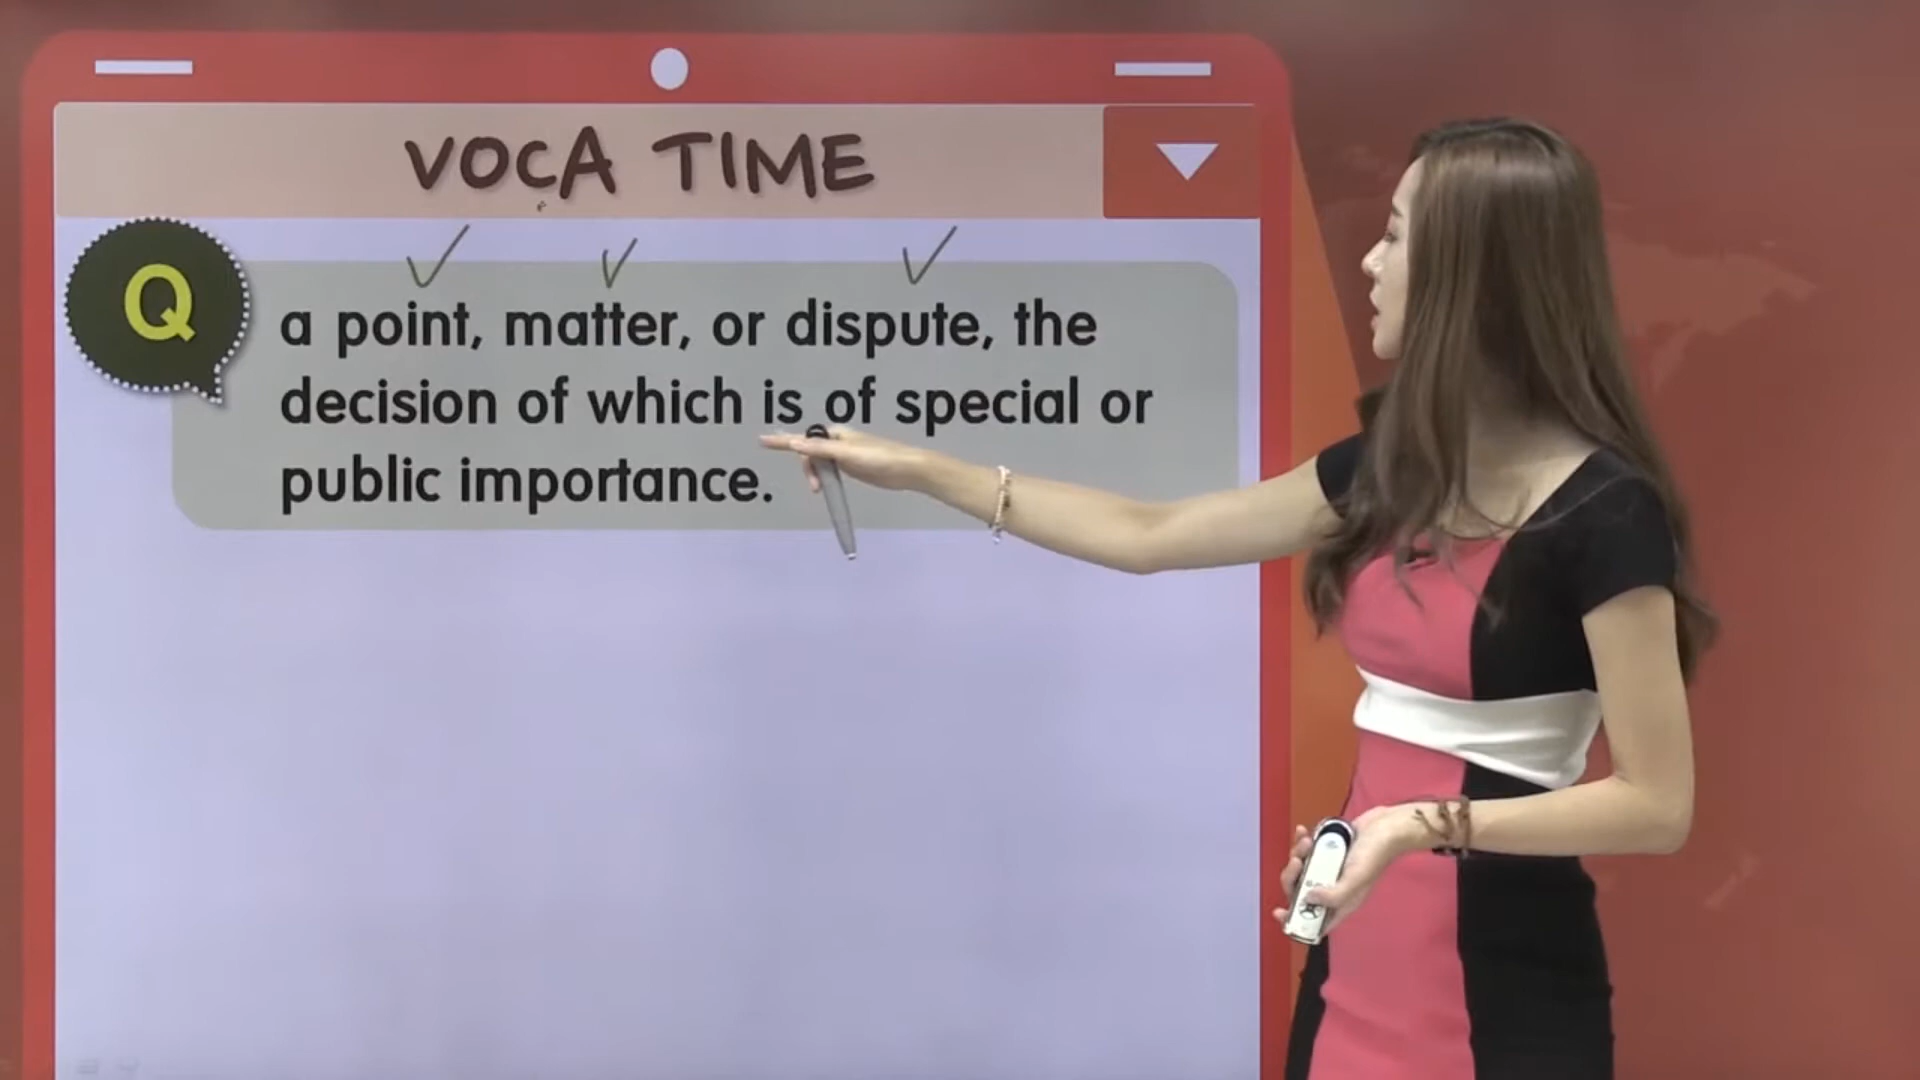 VOCA TIME
Q
a point, matter, or dispute, the
decision of which is of special or
public importance.